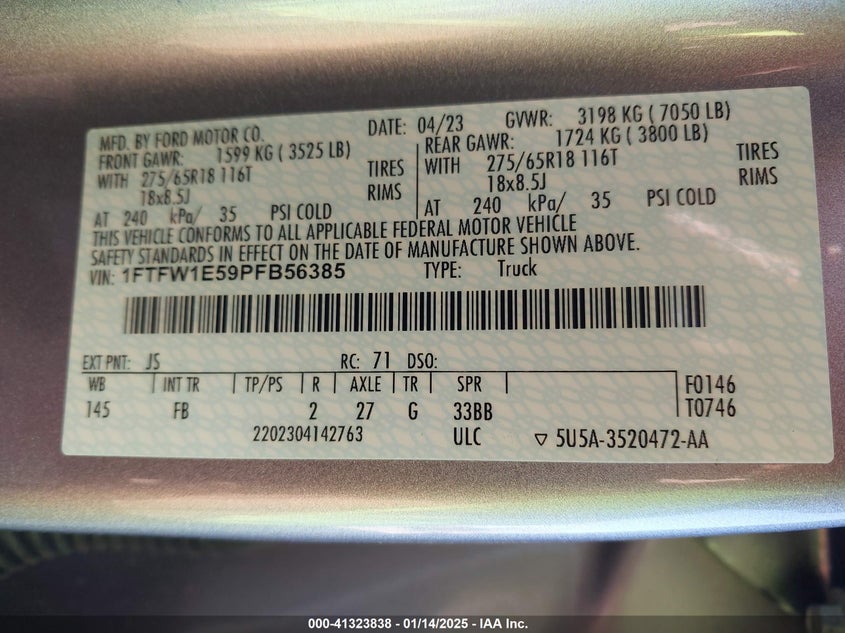 MFD. BY FORD MOTOR CO. DATE: 04/23 GVWR: 3198 KG ( 7050 LB)
FRONT GAWR: 1599 KG ( 3525 LB) REAR GAWR: 1724 KG ( 3800 LB)
WITH 275/65R18 116T TIRES WITH 275/65R18 116T TIRES
18x8.5J RIMS 18x8.5J RIMS
AT 240 kPa/ 35 PSI COLD AT 240 kPa/ 35 PSI COLD
THIS VEHICLE CONFORMS TO ALL APPLICABLE FEDERAL MOTOR VEHICLE
SAFETY STANDARDS IN EFFECT ON THE DATE OF MANUFACTURE SHOWN ABOVE.
VIN: 1FTFW1E59PFB56385 TYPE: Truck
EXT PNT: JS RC: 71 DSO:
WB INT TR TP/PS R AXLE TR SPR F0146
145 FB 2 27 G 33BB T0746
2202304142763 ULC ▽ 5U5A-3520472-AA
000-41323838 - 01/14/2025 - IAA Inc.